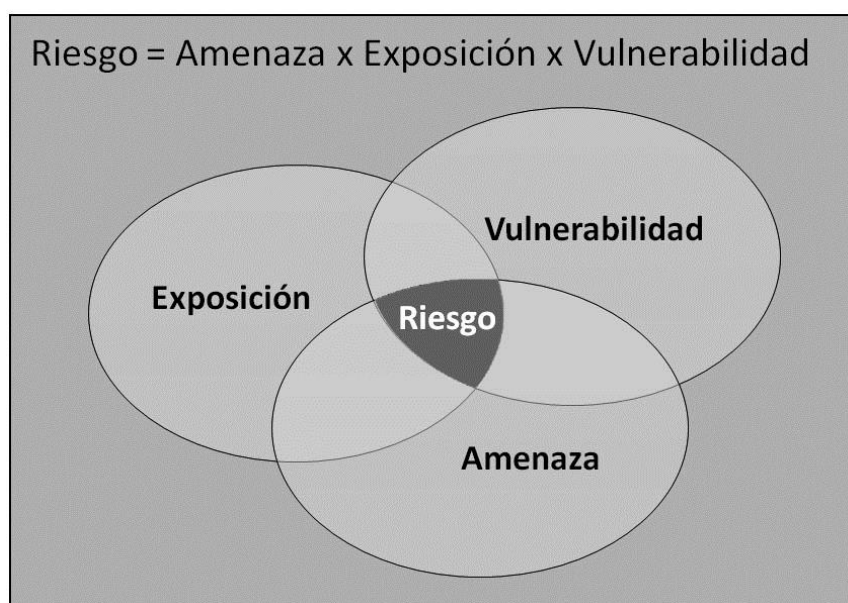 Riesgo = Amenaza x Exposición x Vulnerabilidad
Vulnerabilidad
Exposición
Riesgo
Amenaza